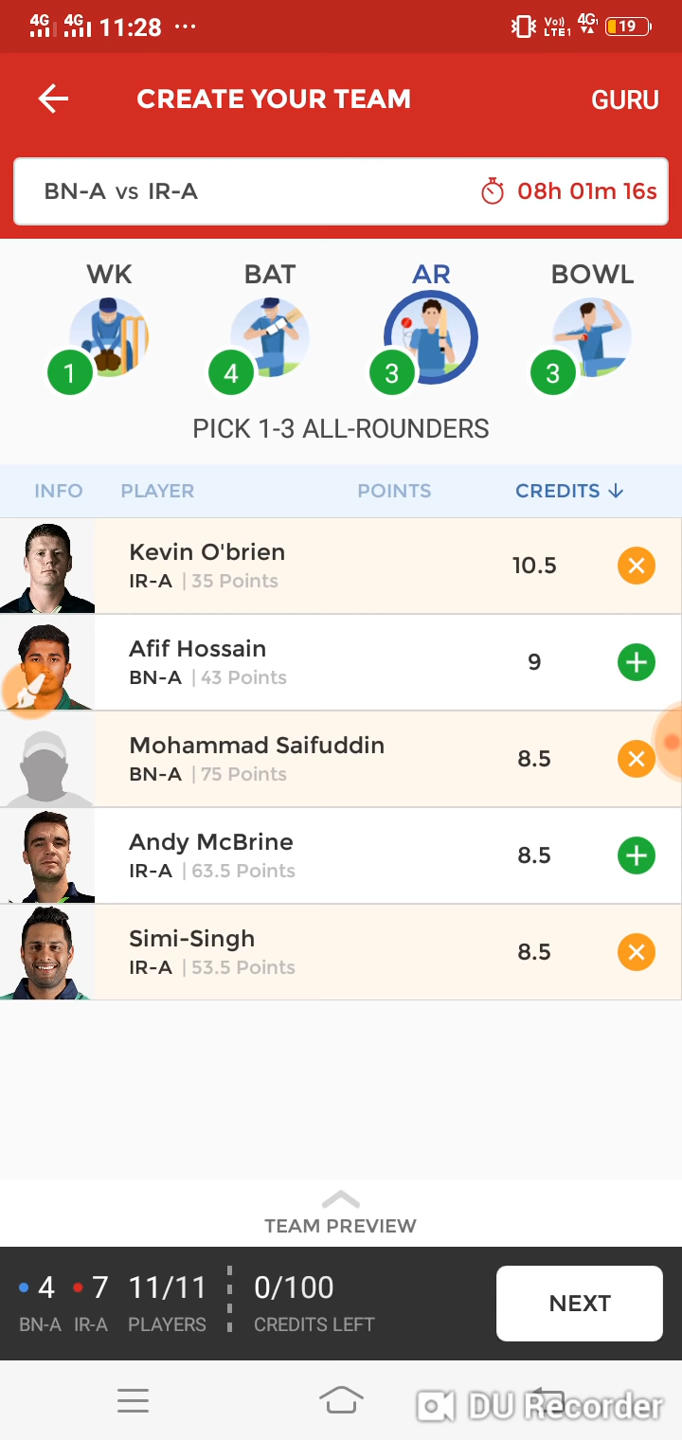 4G 4G 11:28 ... Vo) LTE1 4G 19
CREATE YOUR TEAM GURU
BN-A vs IR-A 08h 01m 16s
WK BAT AR BOWL
1 4 3 3
PICK 1-3 ALL-ROUNDERS
INFO PLAYER POINTS CREDITS ↓
Kevin O'brien
IR-A | 35 Points 10.5
Afif Hossain
BN-A | 43 Points 9
Mohammad Saifuddin
BN-A | 75 Points 8.5
Andy McBrine
IR-A | 63.5 Points 8.5
Simi-Singh
IR-A | 53.5 Points 8.5
TEAM PREVIEW
4 7 11/11 0/100 NEXT
BN-A IR-A PLAYERS CREDITS LEFT
DU Recorder